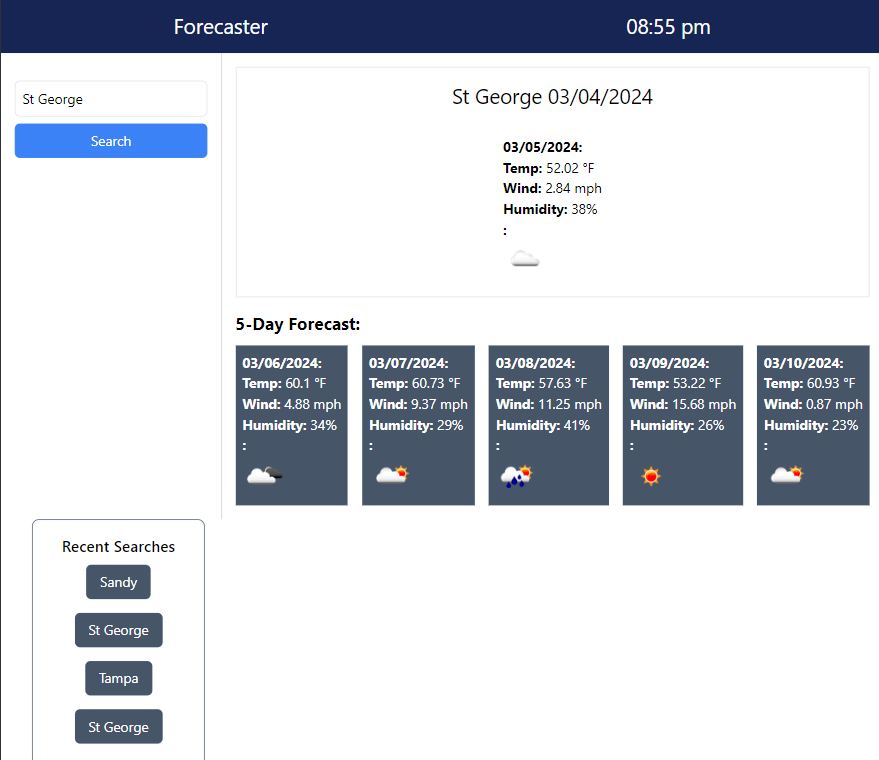 Forecaster
08:55 pm
St George
Search
St George 03/04/2024
03/05/2024:
Temp: 52.02 °F
Wind: 2.84 mph
Humidity: 38%
:
5-Day Forecast:
03/06/2024:
Temp: 60.1 °F
Wind: 4.88 mph
Humidity: 34%
:
03/07/2024:
Temp: 60.73 °F
Wind: 9.37 mph
Humidity: 29%
:
03/08/2024:
Temp: 57.63 °F
Wind: 11.25 mph
Humidity: 41%
:
03/09/2024:
Temp: 53.22 °F
Wind: 15.68 mph
Humidity: 26%
:
03/10/2024:
Temp: 60.93 °F
Wind: 0.87 mph
Humidity: 23%
:
Recent Searches
Sandy
St George
Tampa
St George